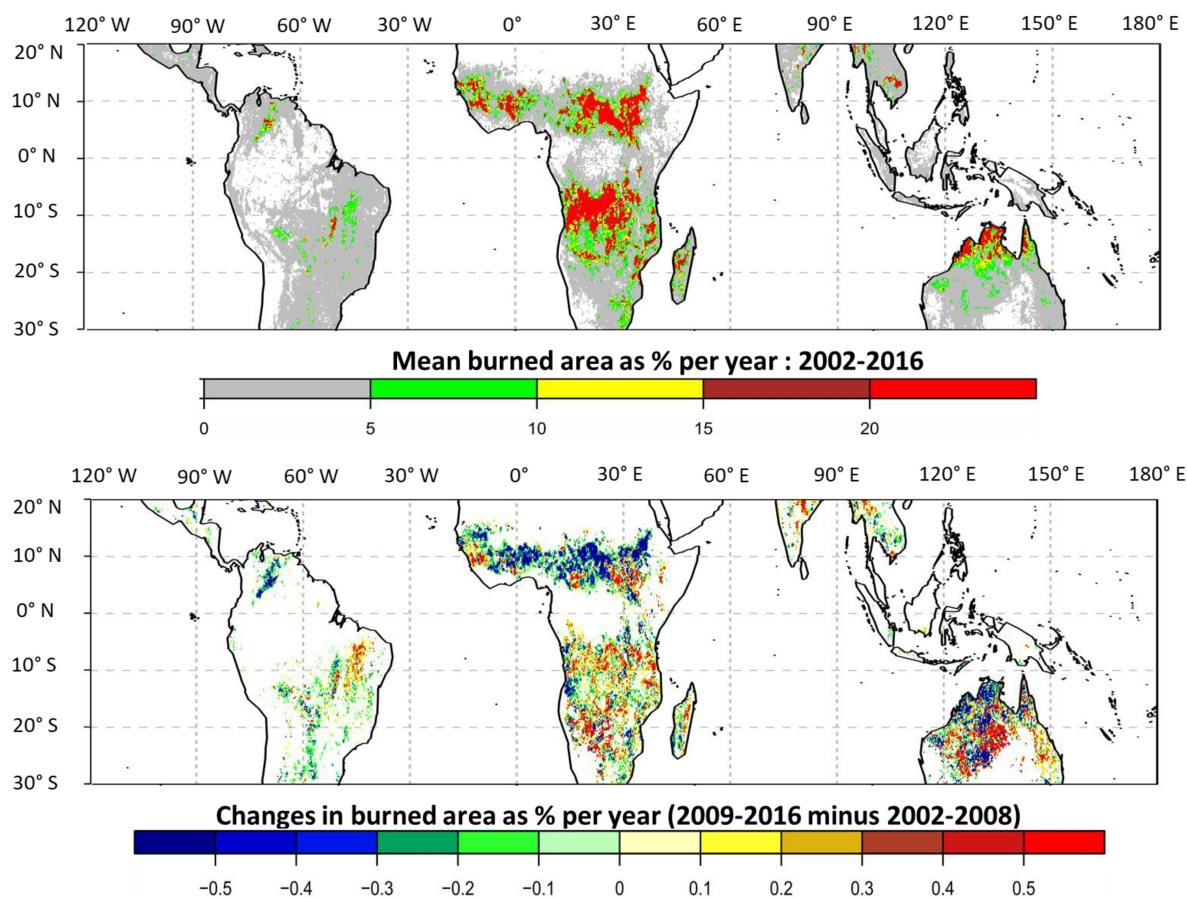 120° W 90° W 60° W 30° W 0° 30° E 60° E 90° E 120° E 150° E 180° E
20° N
10° N
0° N
10° S
20° S
30° S
Mean burned area as % per year : 2002-2016
0 5 10 15 20
120° W 90° W 60° W 30° W 0° 30° E 60° E 90° E 120° E 150° E 180° E
20° N
10° N
0° N
10° S
20° S
30° S
Changes in burned area as % per year (2009-2016 minus 2002-2008)
−0.5 −0.4 −0.3 −0.2 −0.1 0 0.1 0.2 0.3 0.4 0.5